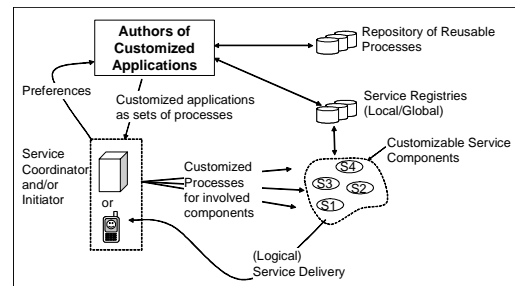 Authors of
Customized
Applications
Repository of Reusable
Processes
Preferences
Customized applications
as sets of processes
Service Registries
(Local/Global)
Customizable Service
Components
Service
Coordinator
and/or
Initiator
or
Customized
Processes
for involved
components
S4
S3
S2
S1
(Logical)
Service Delivery